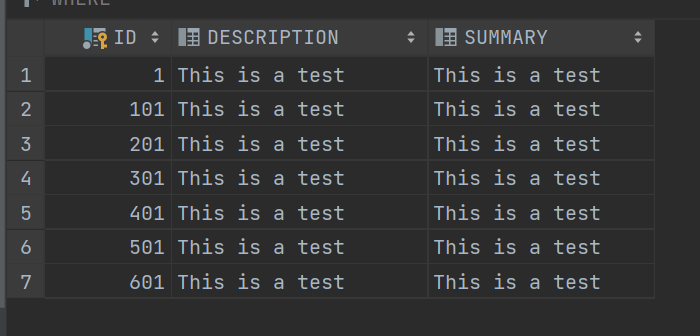 WHERE
ID DESCRIPTION SUMMARY
1 1 This is a test This is a test
2 101 This is a test This is a test
3 201 This is a test This is a test
4 301 This is a test This is a test
5 401 This is a test This is a test
6 501 This is a test This is a test
7 601 This is a test This is a test